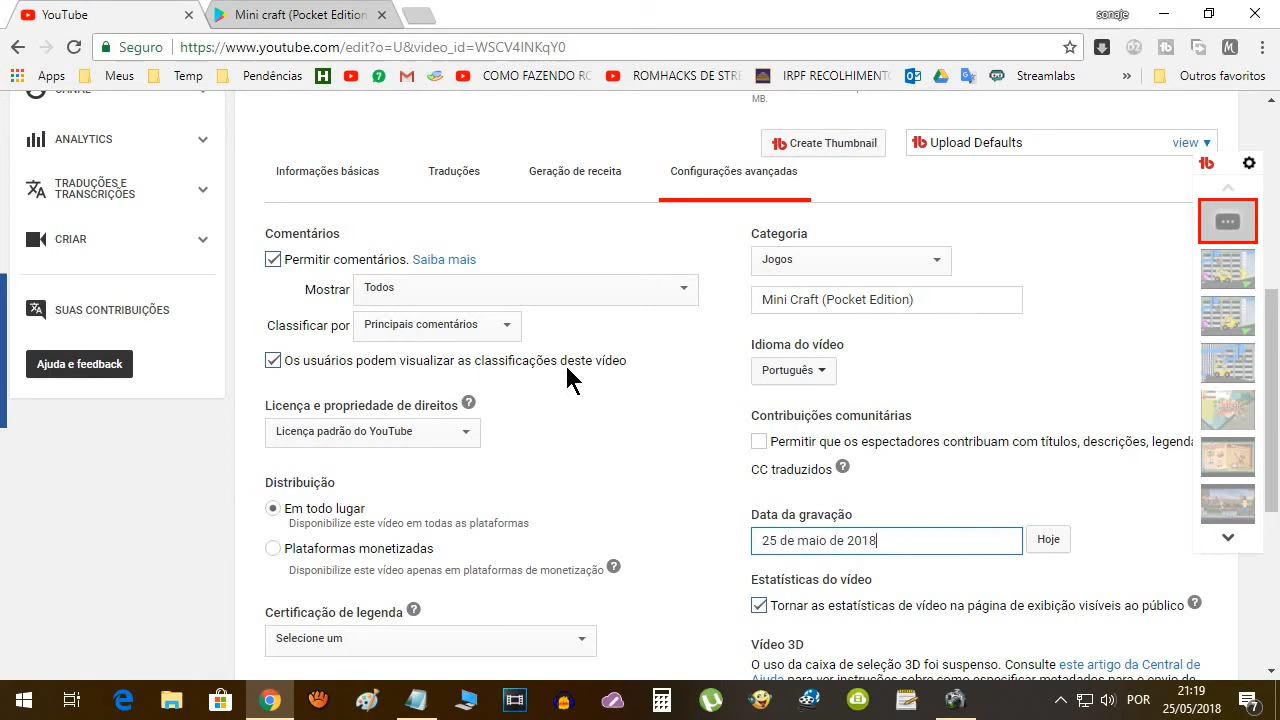 YouTube
Mini craft (Pocket Edition)
sonaje
Seguro
https://www.youtube.com/edit?o=U&video_id=WSCV4lNKqY0
Apps
Meus
Temp
Pendências
COMO FAZENDO RO
ROMHACKS DE ESTRE
IRPF RECOLHIMENTO
Streamlabs
»
Outros favoritos
MB.
ANALYTICS
TRADUÇÕES E
TRANSCRIÇÕES
CRIAR
SUAS CONTRIBUIÇÕES
Ajuda e feedback
Create Thumbnail
Upload Defaults
view
Informações básicas
Traduções
Geração de receita
Configurações avançadas
Comentários
Permitir comentários. Saiba mais
Mostrar
Todos
Classificar por
Principais comentários
Os usuários podem visualizar as classificações deste vídeo
Licença e propriedade de direitos
Licença padrão do YouTube
Distribuição
Em todo lugar
Disponibilize este vídeo em todas as plataformas
Plataformas monetizadas
Disponibilize este vídeo apenas em plataformas de monetização
Certificação de legenda
Selecione um
Categoria
Jogos
Mini Craft (Pocket Edition)
Idioma do vídeo
Português
Contribuições comunitárias
Permitir que os espectadores contribuam com títulos, descrições, legenda
CC traduzidos
Data da gravação
25 de maio de 2018
Hoje
Estatísticas do vídeo
Tornar as estatísticas de vídeo na página de exibição visíveis ao público
Vídeo 3D
O uso da caixa de seleção 3D foi suspenso. Consulte este artigo da Central de
POR
21:19
25/05/2018
7